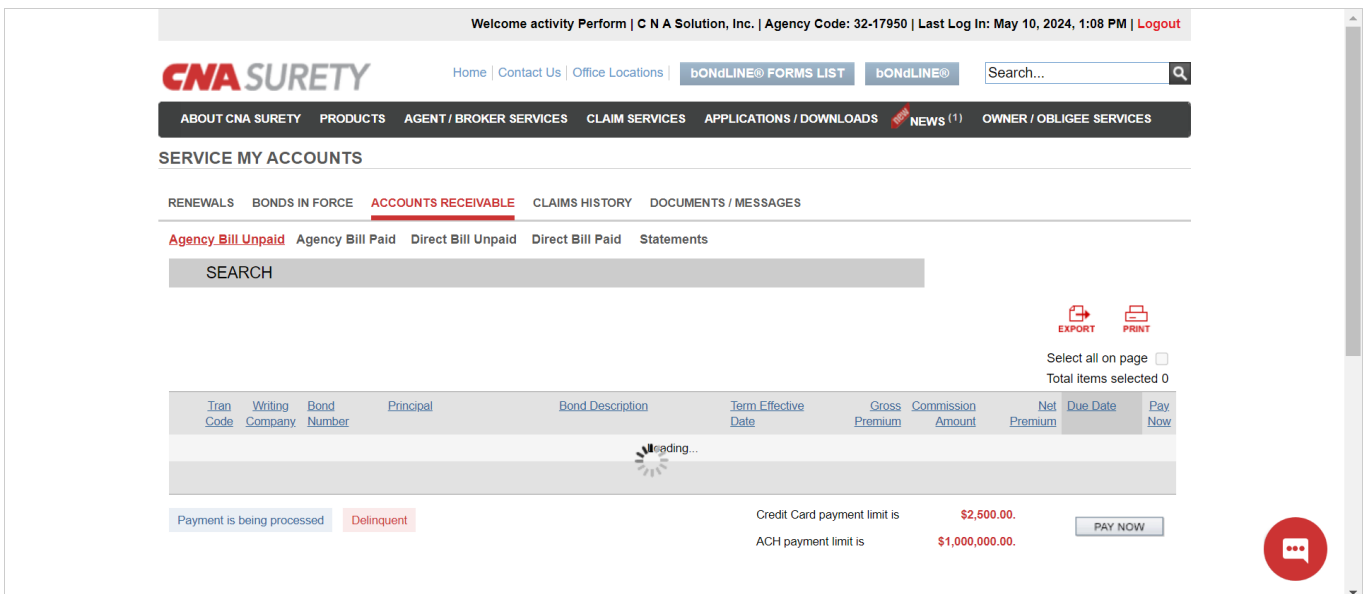 Welcome activity Perform | C N A Solution, Inc. | Agency Code: 32-17950 | Last Log In: May 10, 2024, 1:08 PM | Logout
CNA SURETY
Home | Contact Us | Office Locations | bONdLINE® FORMS LIST bONdLINE® Search...
ABOUT CNA SURETY PRODUCTS AGENT / BROKER SERVICES CLAIM SERVICES APPLICATIONS / DOWNLOADS new NEWS (1) OWNER / OBLIGEE SERVICES
SERVICE MY ACCOUNTS
RENEWALS BONDS IN FORCE ACCOUNTS RECEIVABLE CLAIMS HISTORY DOCUMENTS / MESSAGES
Agency Bill Unpaid Agency Bill Paid Direct Bill Unpaid Direct Bill Paid Statements
SEARCH
EXPORT PRINT
Select all on page
Total items selected 0
Tran Writing Bond Principal Bond Description Term Effective Gross Commission Net Due Date Pay
Code Company Number Date Premium Amount Premium Now
loading...
Payment is being processed Delinquent Credit Card payment limit is $2,500.00.
PAY NOW
ACH payment limit is $1,000,000.00.